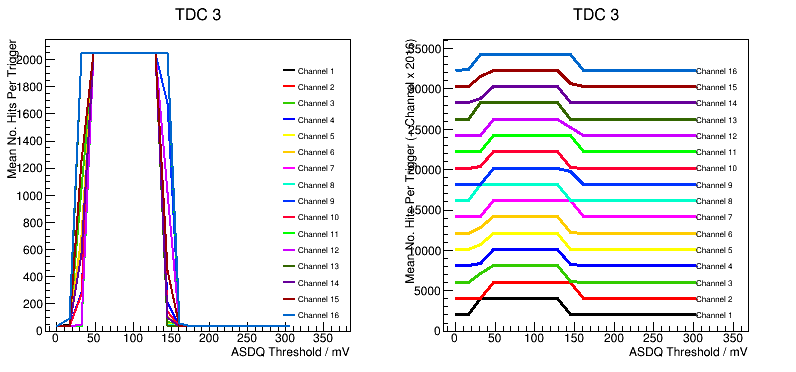 TDC 3
Mean No. Hits Per Trigger
2000
1800
1600
1400
1200
1000
800
600
400
200
0
0 50 100 150 200 250 300 350
ASDQ Threshold / mV
Channel 1
Channel 2
Channel 3
Channel 4
Channel 5
Channel 6
Channel 7
Channel 8
Channel 9
Channel 10
Channel 11
Channel 12
Channel 13
Channel 14
Channel 15
Channel 16
TDC 3
Mean No. Hits Per Trigger (+ Channel x 2016)
35000
30000
25000
20000
15000
10000
5000
0
0 50 100 150 200 250 300 350
ASDQ Threshold / mV
Channel 16
Channel 15
Channel 14
Channel 13
Channel 12
Channel 11
Channel 10
Channel 9
Channel 8
Channel 7
Channel 6
Channel 5
Channel 4
Channel 3
Channel 2
Channel 1